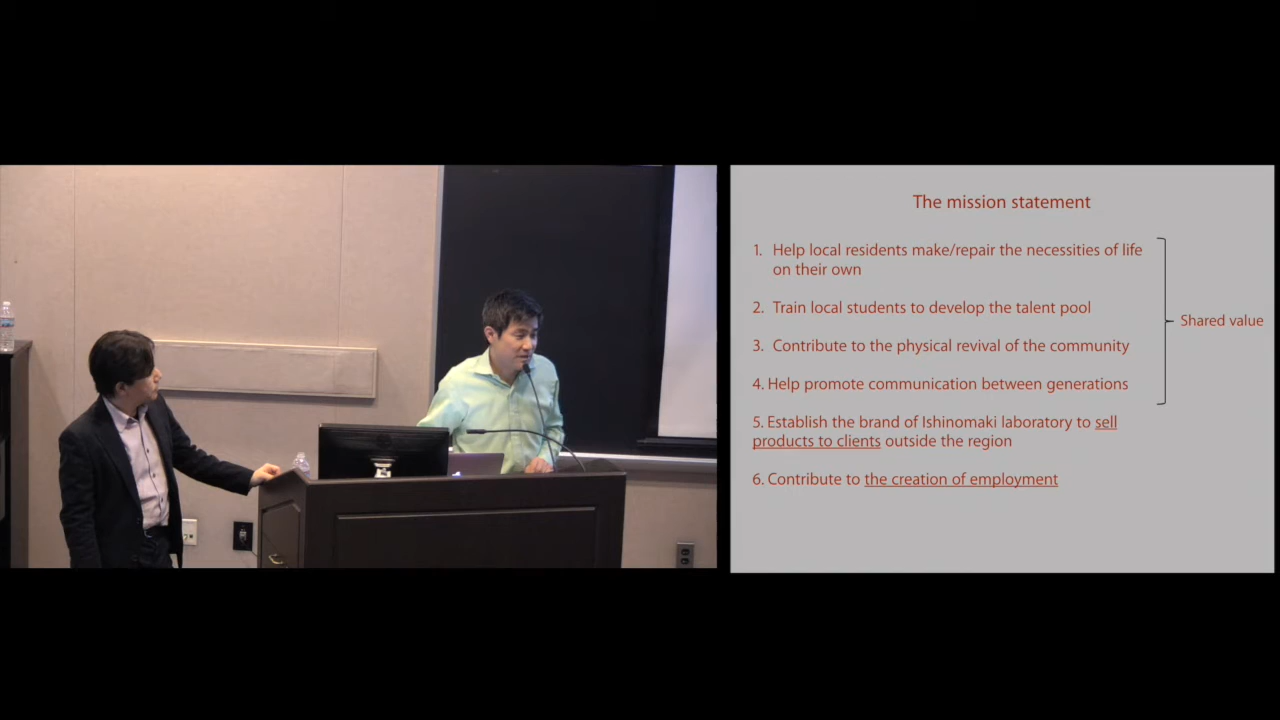 The mission statement
1. Help local residents make/repair the necessities of life
on their own
2. Train local students to develop the talent pool
3. Contribute to the physical revival of the community
4. Help promote communication between generations
Shared value
5. Establish the brand of Ishinomaki laboratory to sell
products to clients outside the region
6. Contribute to the creation of employment